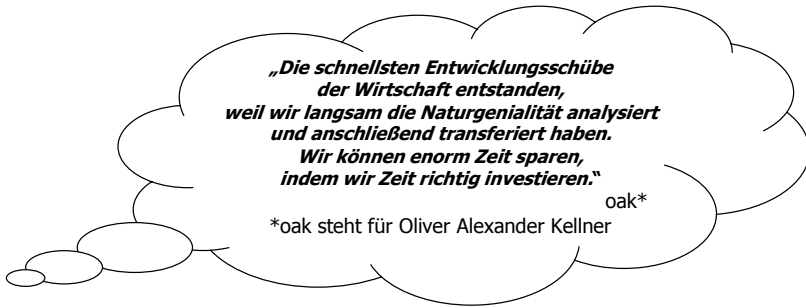 „Die schnellsten Entwicklungsschübe
der Wirtschaft entstanden,
weil wir langsam die Naturgenialität analysiert
und anschließend transferiert haben.
Wir können enorm Zeit sparen,
indem wir Zeit richtig investieren.“
oak*
*oak steht für Oliver Alexander Kellner